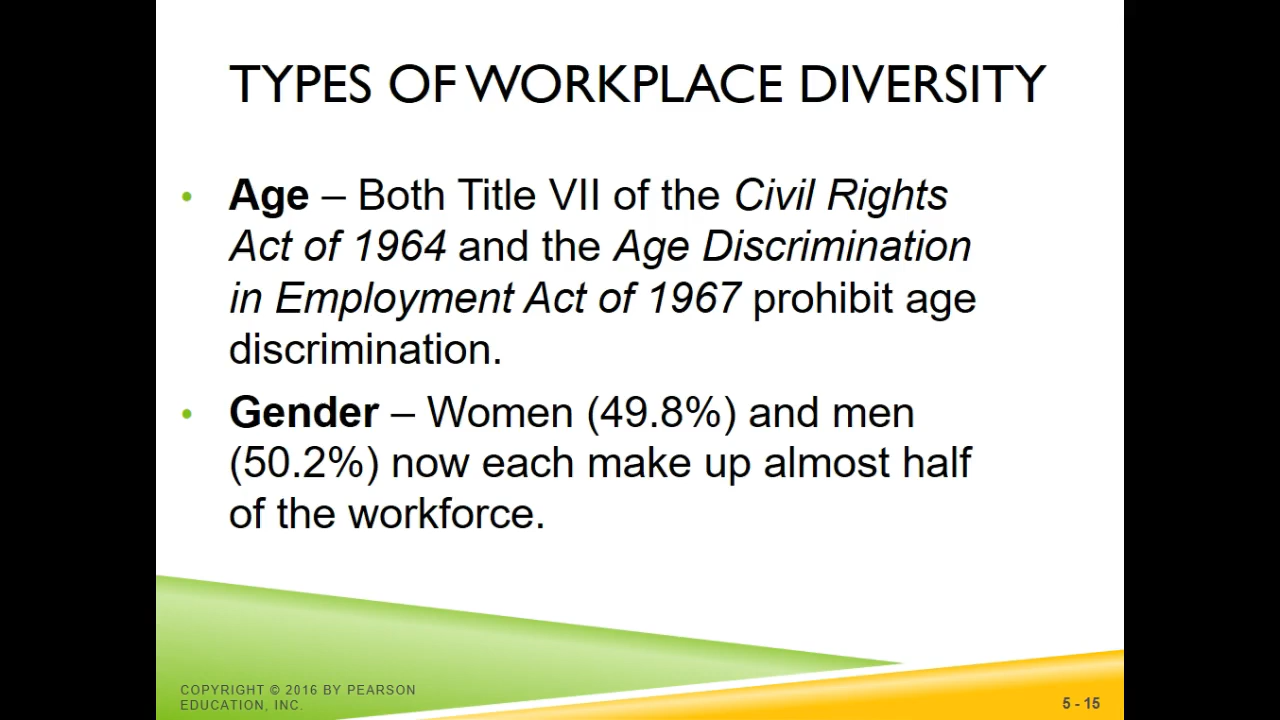 TYPES OF WORKPLACE DIVERSITY
• Age – Both Title VII of the Civil Rights
Act of 1964 and the Age Discrimination
in Employment Act of 1967 prohibit age
discrimination.
• Gender – Women (49.8%) and men
(50.2%) now each make up almost half
of the workforce.
COPYRIGHT © 2016 BY PEARSON
EDUCATION, INC.
5 - 15